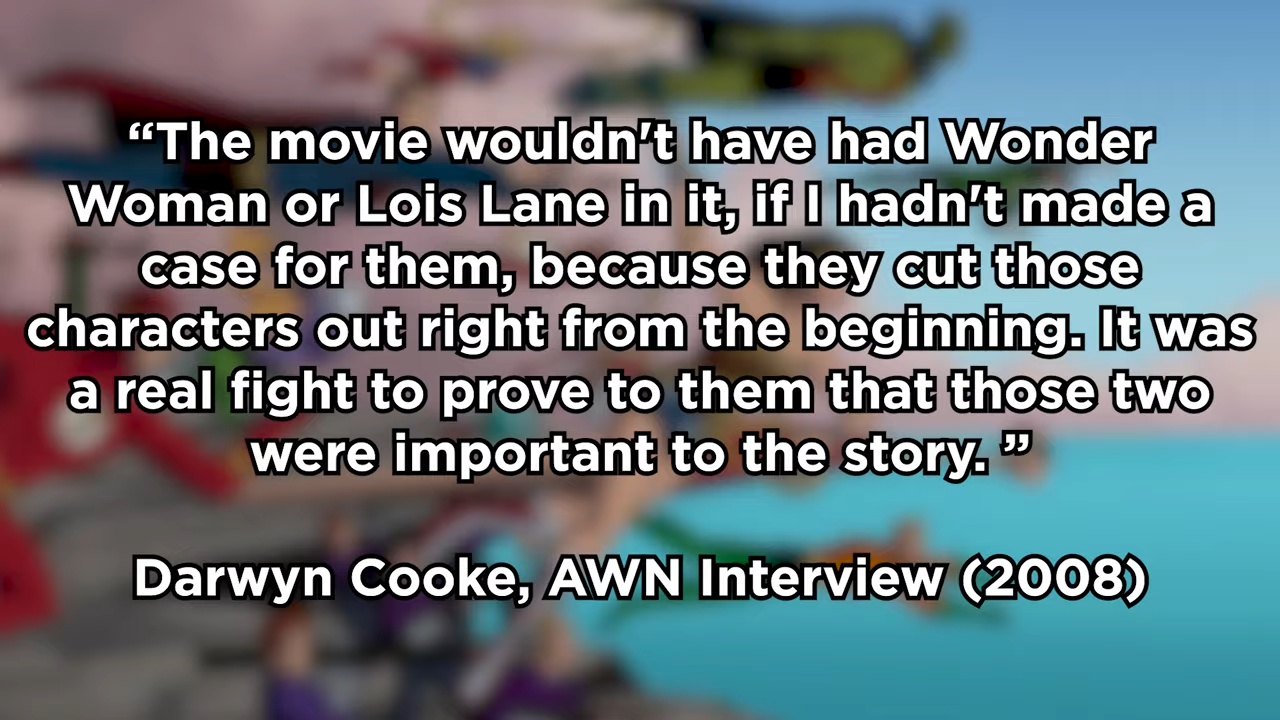 “The movie wouldn't have had Wonder
Woman or Lois Lane in it, if I hadn't made a
case for them, because they cut those
characters out right from the beginning. It was
a real fight to prove to them that those two
were important to the story. ”
Darwyn Cooke, AWN Interview (2008)